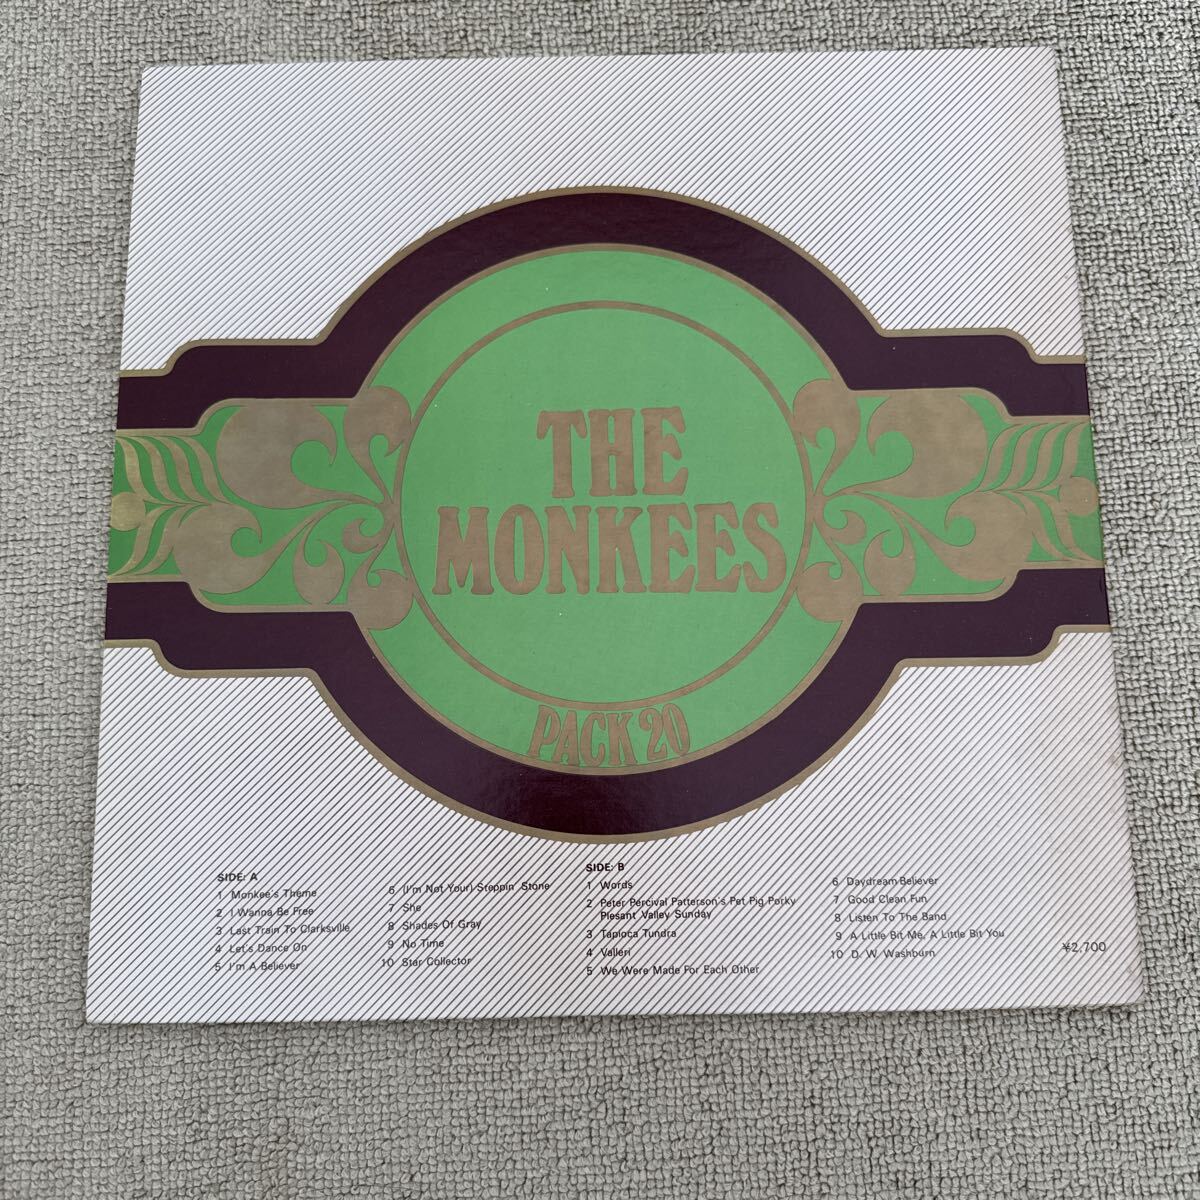 THE
MONKEES
PACK 20
SIDE: A
1 Monkee's Theme
2 I Wanna Be Free
3 Last Train To Clarksville
4 Let's Dance On
5 I'm A Believer
6 (I'm Not Your) Steppin' Stone
7 She
8 Shades Of Gray
9 No Time
10 Star Collector
SIDE: B
1 Words
2 Peter Percival Patterson's Pet Pig Porky
Plesant Valley Sunday
3 Tapioca Tundra
4 Valleri
5 We Were Made For Each Other
6 Daydream Believer
7 Good Clean Fun
8 Listen To The Band
9 A Little Bit Me, A Little Bit You
10 D. W. Washburn
¥2,700